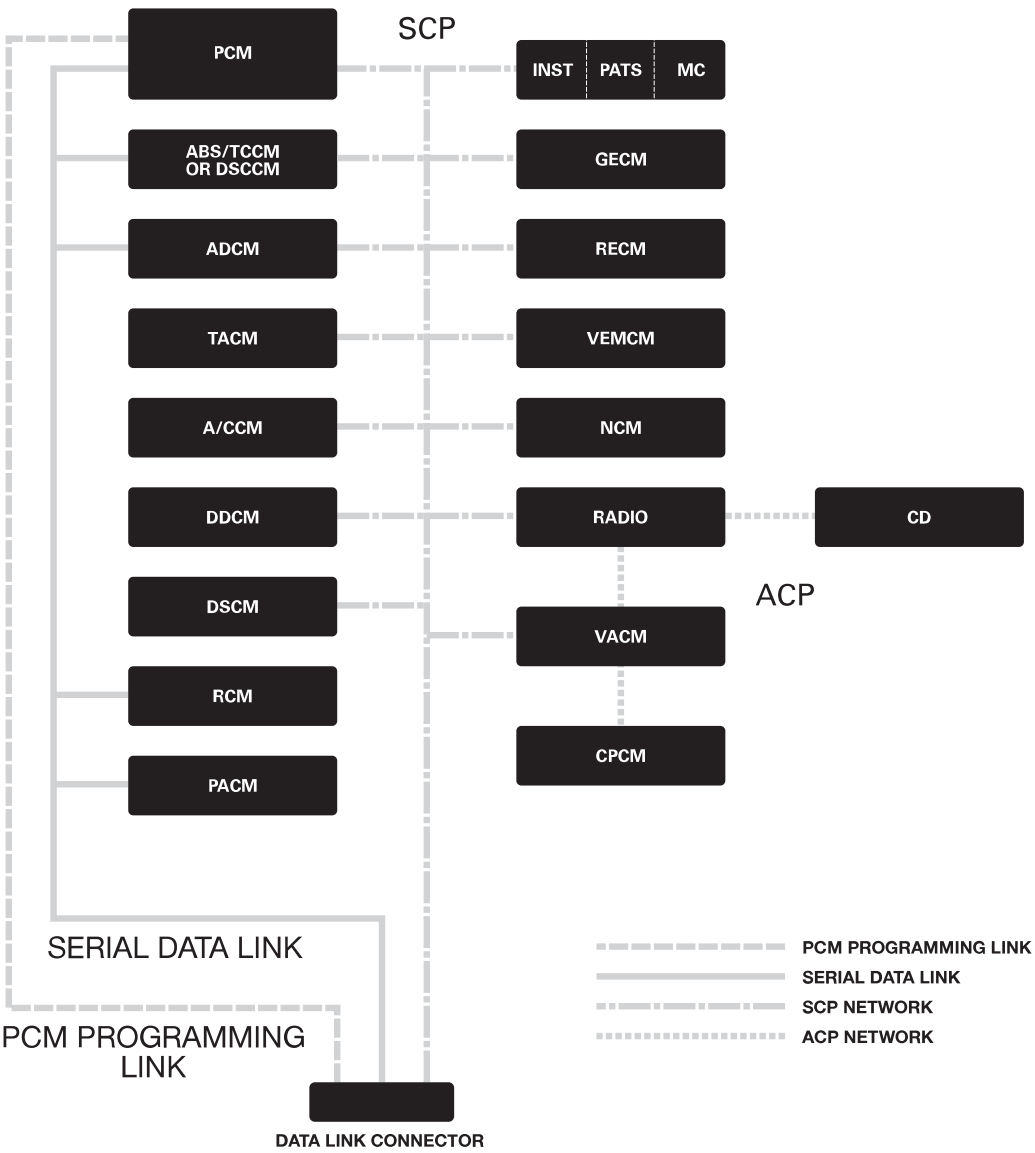 SCP
PCM
INST
PATS
MC
ABS/TCCM
OR DSCCM
GECM
ADCM
RECM
TACM
VEMCM
A/CCM
NCM
DDCM
RADIO
CD
DSCM
ACP
VACM
RCM
CPCM
PACM
SERIAL DATA LINK
PCM PROGRAMMING LINK
SERIAL DATA LINK
SCP NETWORK
ACP NETWORK
PCM PROGRAMMING
LINK
DATA LINK CONNECTOR